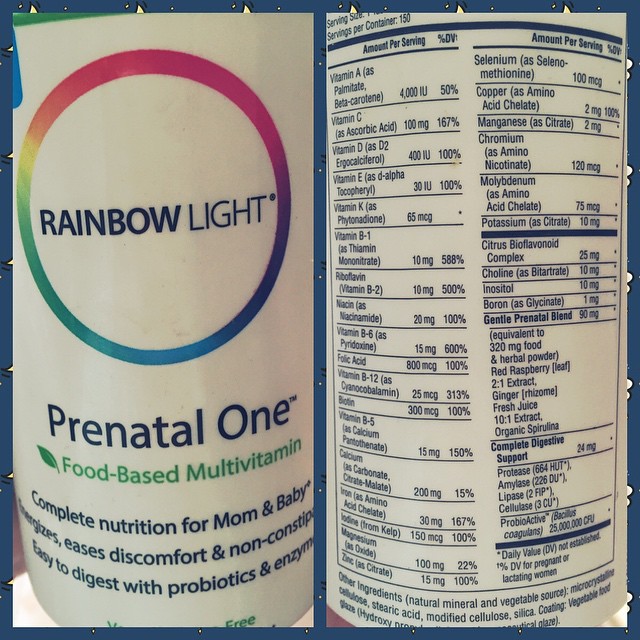 RAINBOW LIGHT®
Prenatal One™
Food-Based Multivitamin
Complete nutrition for Mom & Baby*
Easy to digest with probiotics &
Free
Serving Size:
Servings per Container: 150
Amount Per Serving %DV†
Vitamin A (as
Palmitate,
Beta-carotene) 4,000 IU 50%
Vitamin C
(as Ascorbic Acid) 100 mg 167%
Vitamin D (as D2
Ergocalciferol) 400 IU 100%
Vitamin E (as d-alpha
Tocopheryl) 30 IU 100%
Vitamin K (as
Phytonadione) 65 mcg *
Vitamin B-1
(as Thiamin
Mononitrate) 10 mg 588%
Riboflavin
(Vitamin B-2) 10 mg 500%
Niacin (as
Niacinamide) 20 mg 100%
Vitamin B-6 (as
Pyridoxine) 15 mg 600%
Folic Acid 800 mcg 100%
Vitamin B-12 (as
Cyanocobalamin) 25 mcg 313%
Biotin 300 mcg 100%
Vitamin B-5
(as Calcium
Pantothenate) 15 mg 150%
Calcium
(as Carbonate,
Citrate-Malate) 200 mg 15%
Iron (as Amino
Acid Chelate) 30 mg 167%
Iodine (from Kelp) 150 mcg 100%
Magnesium
(as Oxide) 100 mg 22%
Zinc (as Citrate) 15 mg 100%
Amount Per Serving %DV†
Selenium (as Seleno-
methionine) 100 mcg *
Copper (as Amino
Acid Chelate) 2 mg 100%
Manganese (as Citrate) 2 mg *
Chromium
(as Amino
Nicotinate) 120 mcg *
Molybdenum
(as Amino
Acid Chelate) 75 mcg *
Potassium (as Citrate) 10 mg *
Citrus Bioflavonoid
Complex 25 mg *
Choline (as Bitartrate) 10 mg *
Inositol 10 mg *
Boron (as Glycinate) 1 mg *
Gentle Prenatal Blend 90 mg *
(equivalent to
320 mg food
& herbal powder)
Red Raspberry [leaf]
2:1 Extract,
Ginger [rhizome]
Fresh Juice
10:1 Extract,
Organic Spirulina
Complete Digestive
Support 24 mg *
Protease (664 HUT*),
Amylase (226 DU*),
Lipase (2 FIP*),
Cellulase (3 CU*)
ProbioActive™ (Bacillus
coagulans) 25,000,000 CFU *
*Daily Value (DV) not established.
†% DV for pregnant or
lactating women
Other Ingredients (natural mineral and vegetable source): microcrystalline
cellulose, stearic acid, modified cellulose, silica. Coating: Vegetable food
glaze (Hydroxy glaze).